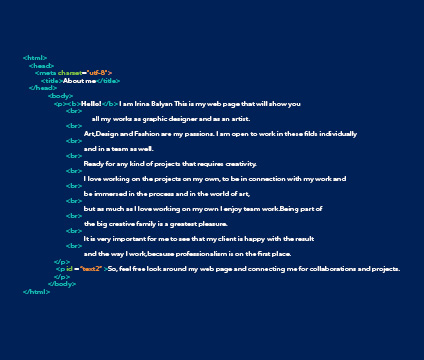 <html>
<head>
<meta charset="utf-8">
<title>About me</title>
</head>
<body>
<p><b>Hello!</b> I am Irina Balyan This is my web page that will show you
<br>
all my works as graphic designer and as an artist.
<br>
Art,Design and Fashion are my passions. I am open to work in these filds individually
<br>
and in a team as well.
<br>
Ready for any kind of projects that requires creativity.
<br>
I love working on the projects on my own, to be in connection with my work and
<br>
be immersed in the process and in the world of art,
<br>
but as much as I love working on my own I enjoy team work.Being part of
<br>
the big creative family is a greatest pleasure.
<br>
It is very important for me to see that my client is happy with the result
<br>
and the way I work,because professionalism is on the first place.
</p>
<p id ="text2" >So, feel free look around my web page and connecting me for collaborations and projects.
</p>
</body>
</html>